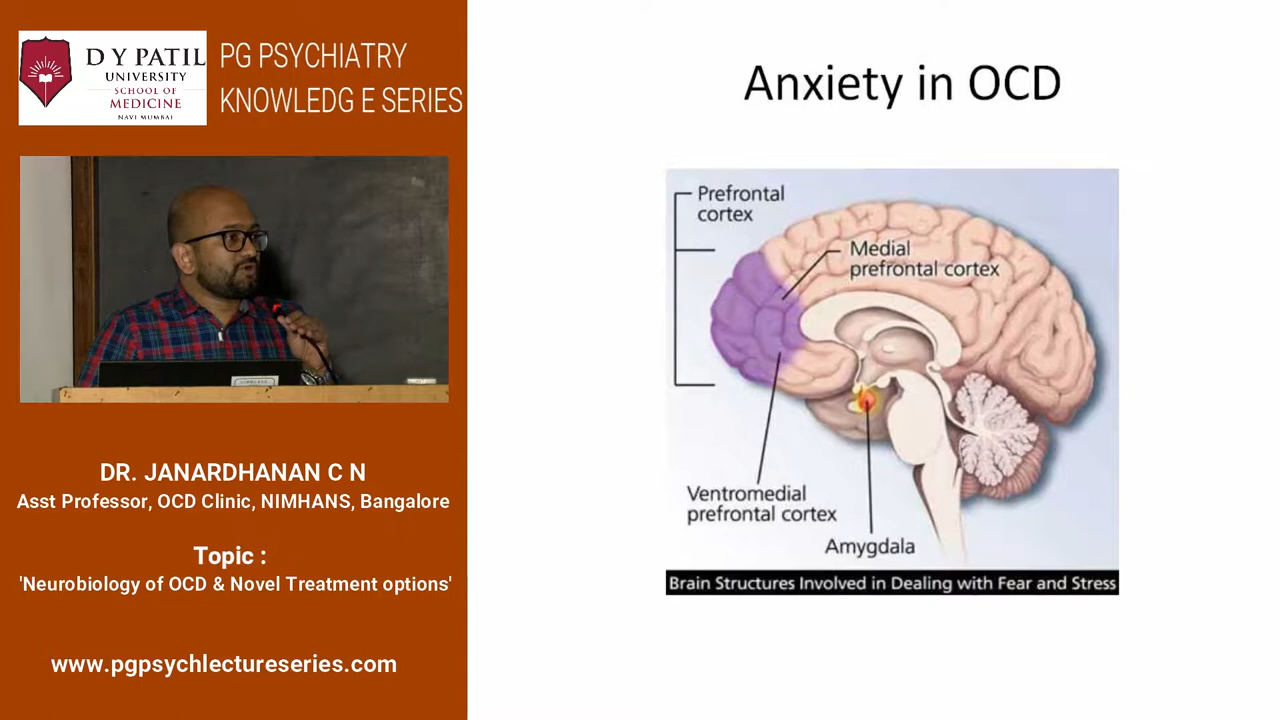 D Y PATIL
UNIVERSITY
SCHOOL OF
MEDICINE
NAVI MUMBAI
PG PSYCHIATRY
KNOWLEDG E SERIES
DR. JANARDHANAN C N
Asst Professor, OCD Clinic, NIMHANS, Bangalore
Topic :
'Neurobiology of OCD & Novel Treatment options'
www.pgpsychlectureseries.com
Anxiety in OCD
Prefrontal
cortex
Medial
prefrontal cortex
Ventromedial
prefrontal cortex
Amygdala
Brain Structures Involved in Dealing with Fear and Stress